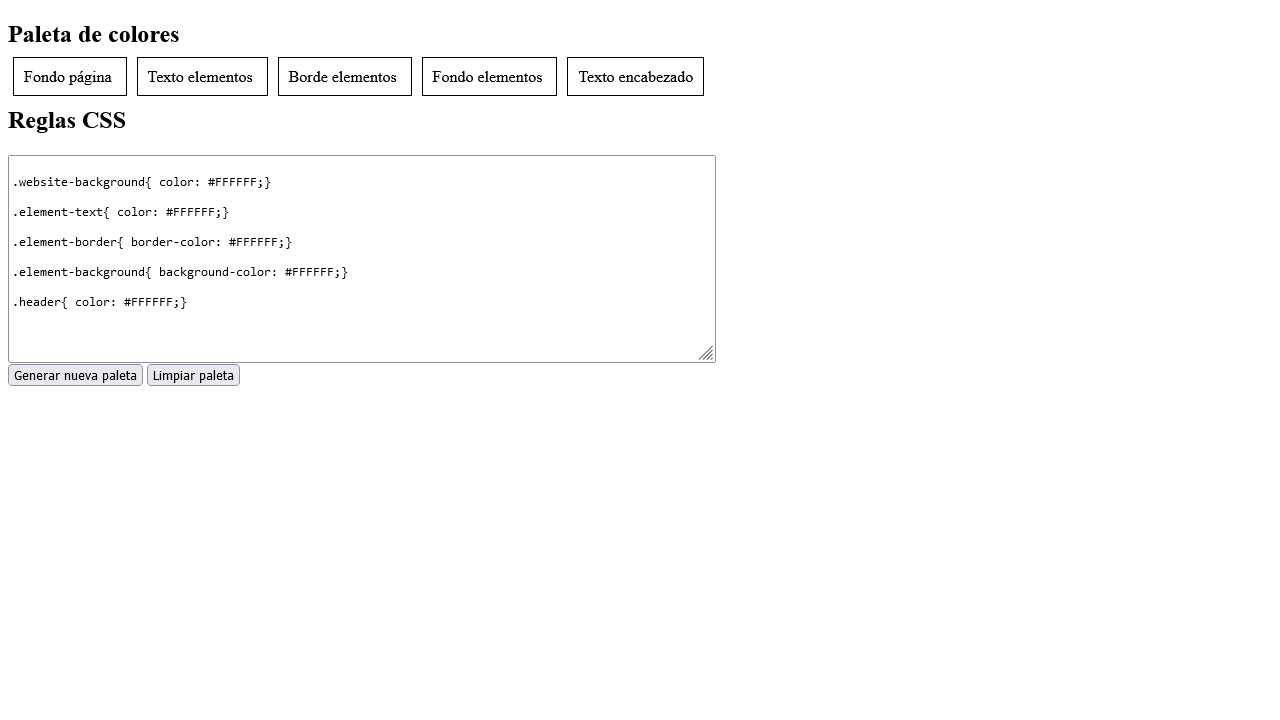 Paleta de colores
Fondo página Texto elementos Borde elementos Fondo elementos Texto encabezado
Reglas CSS
.website-background{ color: #FFFFFF;}
.element-text{ color: #FFFFFF;}
.element-border{ border-color: #FFFFFF;}
.element-background{ background-color: #FFFFFF;}
.header{ color: #FFFFFF;}
Generar nueva paleta Limpiar paleta